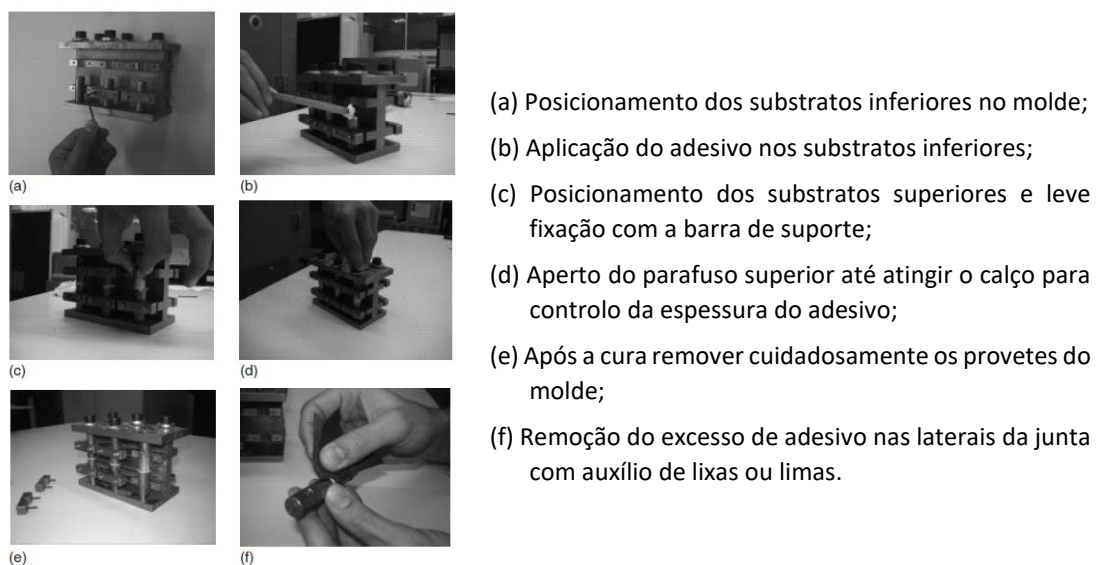 (a)
(b)
(c)
(d)
(e)
(f)
(a) Posicionamento dos substratos inferiores no molde;
(b) Aplicação do adesivo nos substratos inferiores;
(c) Posicionamento dos substratos superiores e leve
fixação com a barra de suporte;
(d) Aperto do parafuso superior até atingir o calço para
controlo da espessura do adesivo;
(e) Após a cura remover cuidadosamente os provetes do
molde;
(f) Remoção do excesso de adesivo nas laterais da junta
com auxílio de lixas ou limas.